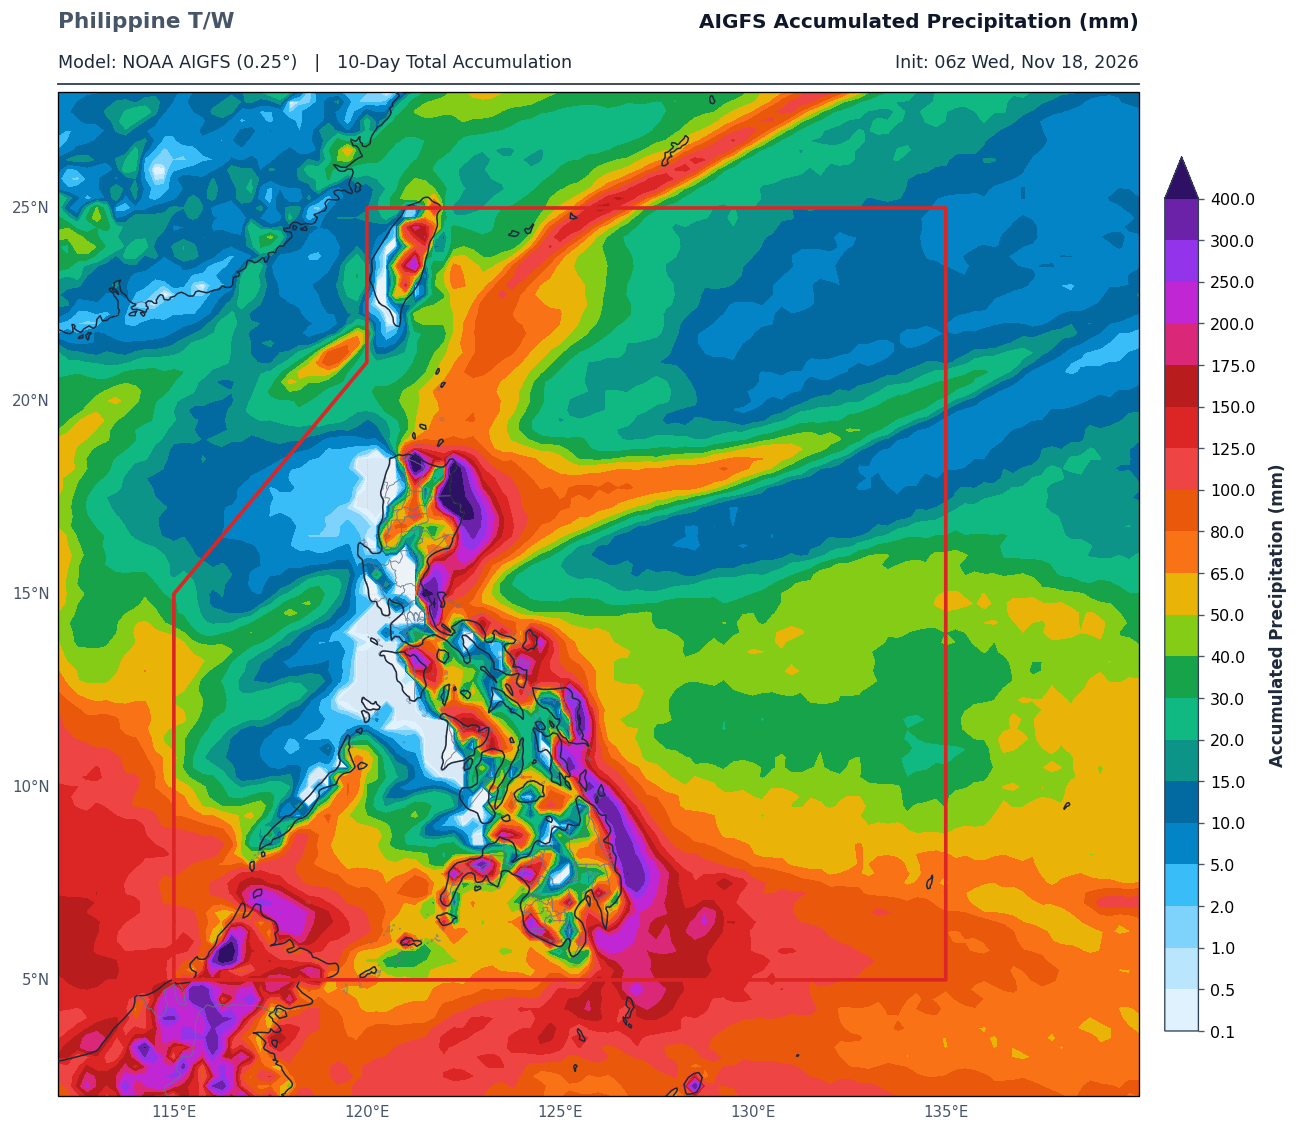 Philippine T/W
AIGFS Accumulated Precipitation (mm)
Model: NOAA AIGFS (0.25°) | 10-Day Total Accumulation
Init: 06z Wed, Nov 18, 2026
25°N
20°N
15°N
10°N
5°N
115°E
120°E
125°E
130°E
135°E
400.0
300.0
250.0
200.0
175.0
150.0
125.0
100.0
80.0
65.0
50.0
40.0
30.0
20.0
15.0
10.0
5.0
2.0
1.0
0.5
0.1
Accumulated Precipitation (mm)